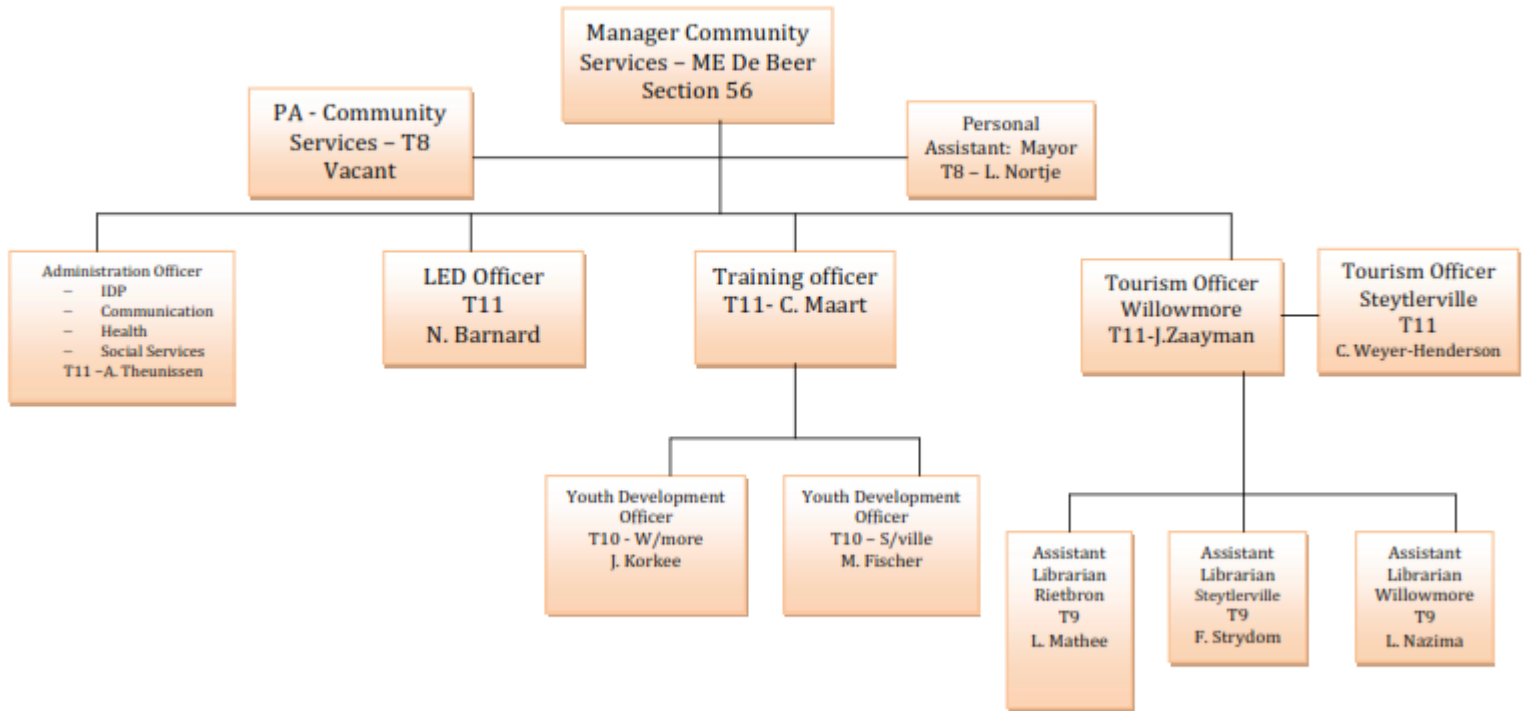 Manager Community
Services – ME De Beer
Section 56
PA - Community
Services – T8
Vacant
Personal
Assistant: Mayor
T8 – L. Nortje
Administration Officer
– IDP
– Communication
– Health
– Social Services
T11 –A. Theunissen
LED Officer
T11
N. Barnard
Training officer
T11- C. Maart
Tourism Officer
Willowmore
T11-J.Zaayman
Tourism Officer
Steytlerville
T11
C. Weyer-Henderson
Youth Development
Officer
T10 - W/more
J. Korkee
Youth Development
Officer
T10 – S/ville
M. Fischer
Assistant
Librarian
Rietbron
T9
L. Mathee
Assistant
Librarian
Steytlerville
T9
F. Strydom
Assistant
Librarian
Willowmore
T9
L. Nazima